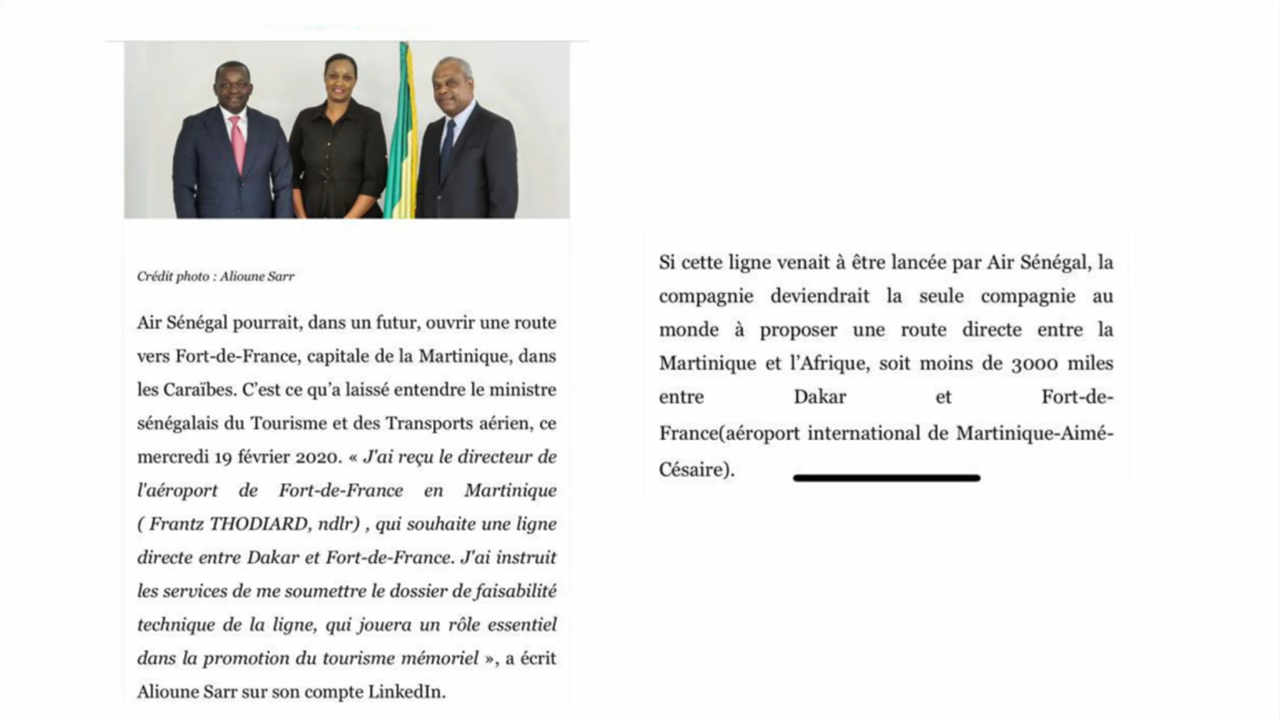 Crédit photo : Alioune Sarr
Air Sénégal pourrait, dans un futur, ouvrir une route
vers Fort-de-France, capitale de la Martinique, dans
les Caraïbes. C'est ce qu'a laissé entendre le ministre
sénégalais du Tourisme et des Transports aérien, ce
mercredi 19 février 2020. « J'ai reçu le directeur de
l'aéroport de Fort-de-France en Martinique
( Frantz THODIARD, ndlr) , qui souhaite une ligne
directe entre Dakar et Fort-de-France. J'ai instruit
les services de me soumettre le dossier de faisabilité
technique de la ligne, qui jouera un rôle essentiel
dans la promotion du tourisme mémoriel », a écrit
Alioune Sarr sur son compte LinkedIn.
Si cette ligne venait à être lancée par Air Sénégal, la
compagnie deviendrait la seule compagnie au
monde à proposer une route directe entre la
Martinique et l'Afrique, soit moins de 3000 miles
entre Dakar et Fort-de-
France(aéroport international de Martinique-Aimé-
Césaire).